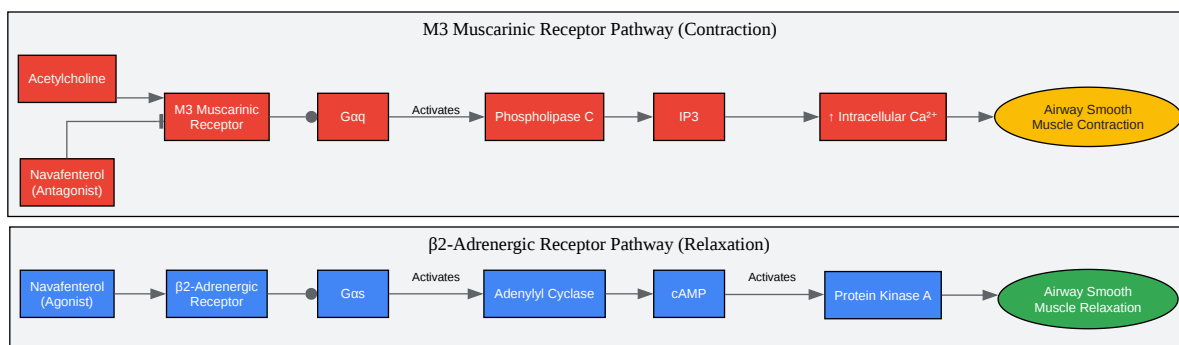 M3 Muscarinic Receptor Pathway (Contraction)
Acetylcholine
M3 Muscarinic
Receptor
Gαq
Activates
Phospholipase C
IP3
↑ Intracellular Ca²⁺
Airway Smooth
Muscle Contraction
Navafenterol
(Antagonist)
β2-Adrenergic Receptor Pathway (Relaxation)
Navafenterol
(Agonist)
β2-Adrenergic
Receptor
Gαs
Activates
Adenylyl Cyclase
cAMP
Activates
Protein Kinase A
Airway Smooth
Muscle Relaxation